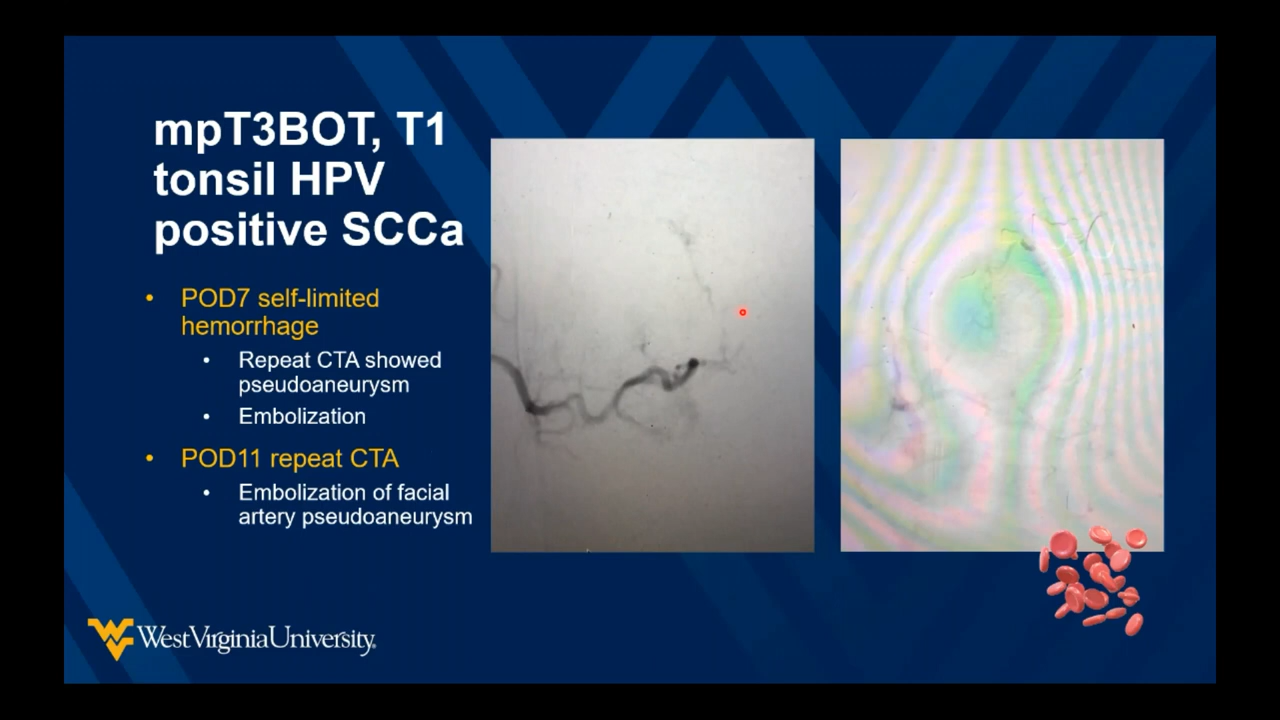 mpT3BOT, T1
tonsil HPV
positive SCCa
• POD7 self-limited
hemorrhage
• Repeat CTA showed
pseudoaneurysm
• Embolization
• POD11 repeat CTA
• Embolization of facial
artery pseudoaneurysm
WestVirginiaUniversity.